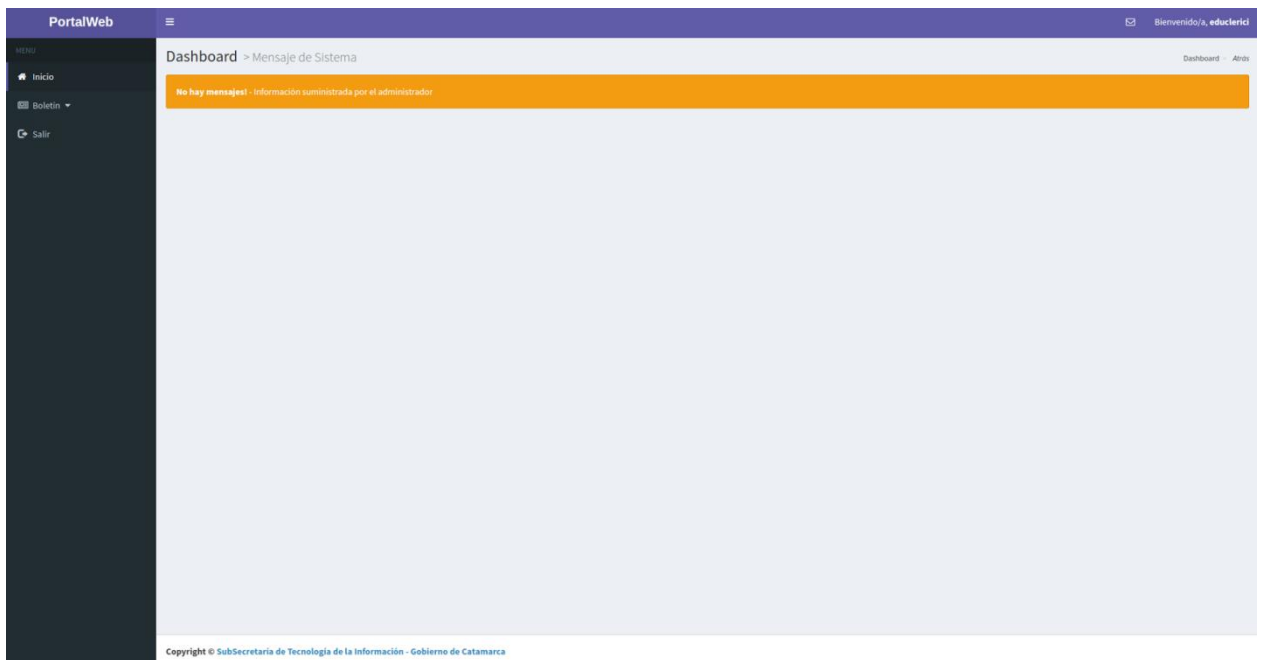 PortalWeb
Bienvenido/a, educlerici
MENU
Dashboard > Mensaje de Sistema
Dashboard - Atrás
Inicio
No hay mensajes! - Información suministrada por el administrador
Boletín
Salir
Copyright © SubSecretaría de Tecnología de la Información - Gobierno de Catamarca